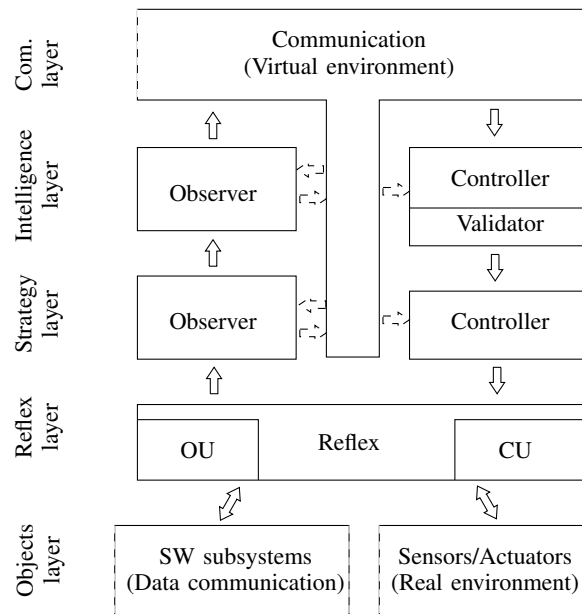 Com.
layer
Communication
(Virtual environment)
Intelligence
layer
Observer
Controller
Validator
Strategy
layer
Observer
Controller
Reflex
layer
OU
Reflex
CU
Objects
layer
SW subsystems
(Data communication)
Sensors/Actuators
(Real environment)